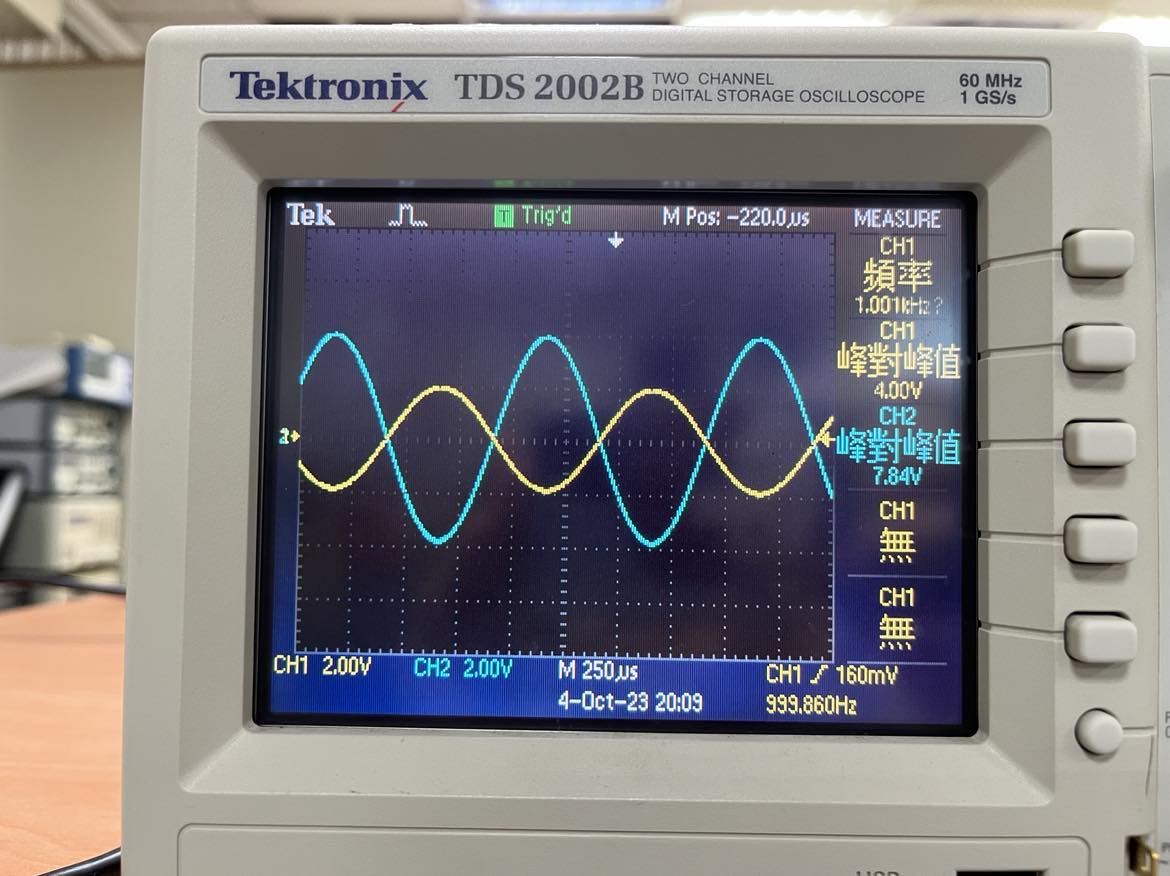 Tektronix TDS 2002B TWO CHANNEL DIGITAL STORAGE OSCILLOSCOPE 60 MHz 1 GS/s
Tek T Trig'd M Pos: -220.0µs MEASURE
CH1
頻率
1.001kHz?
CH1
峰對峰值
4.00V
CH2
峰對峰值
7.84V
CH1
無
CH1
無
2
CH1 2.00V CH2 2.00V M 250µs CH1 160mV
4-Oct-23 20:09 999.860Hz